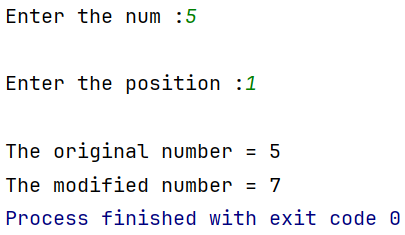 Enter the num :5
Enter the position :1
The original number = 5
The modified number = 7
Process finished with exit code 0